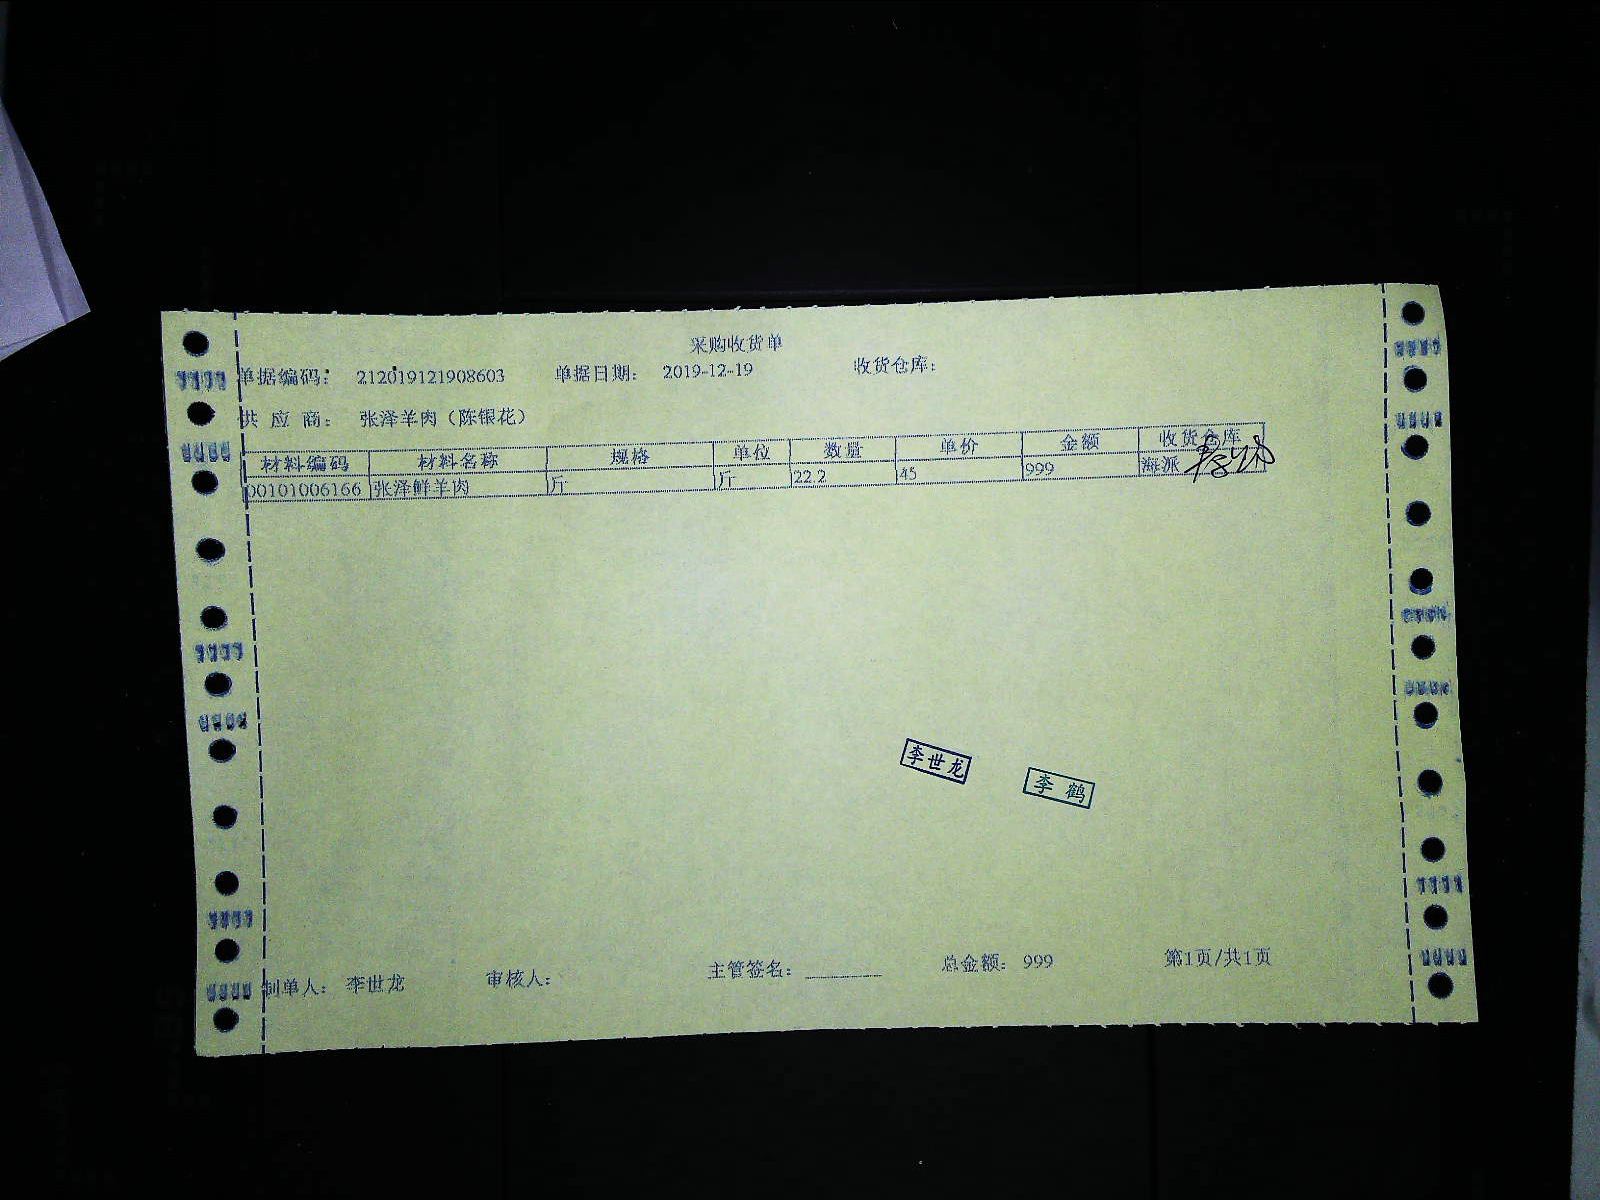 采购收货单
单据编码： 212019121908603 单据日期： 2019-12-19 收货仓库：
供 应 商： 张泽羊肉（陈银花）
材料编码 材料名称 规格 单位 数量 单价 金额 收货仓库
00101006166 张泽鲜羊肉 斤 斤 22.2 45 999 海派
李世龙
李 鹤
制单人： 李世龙 审核人： 主管签名： 总金额： 999 第1页/共1页